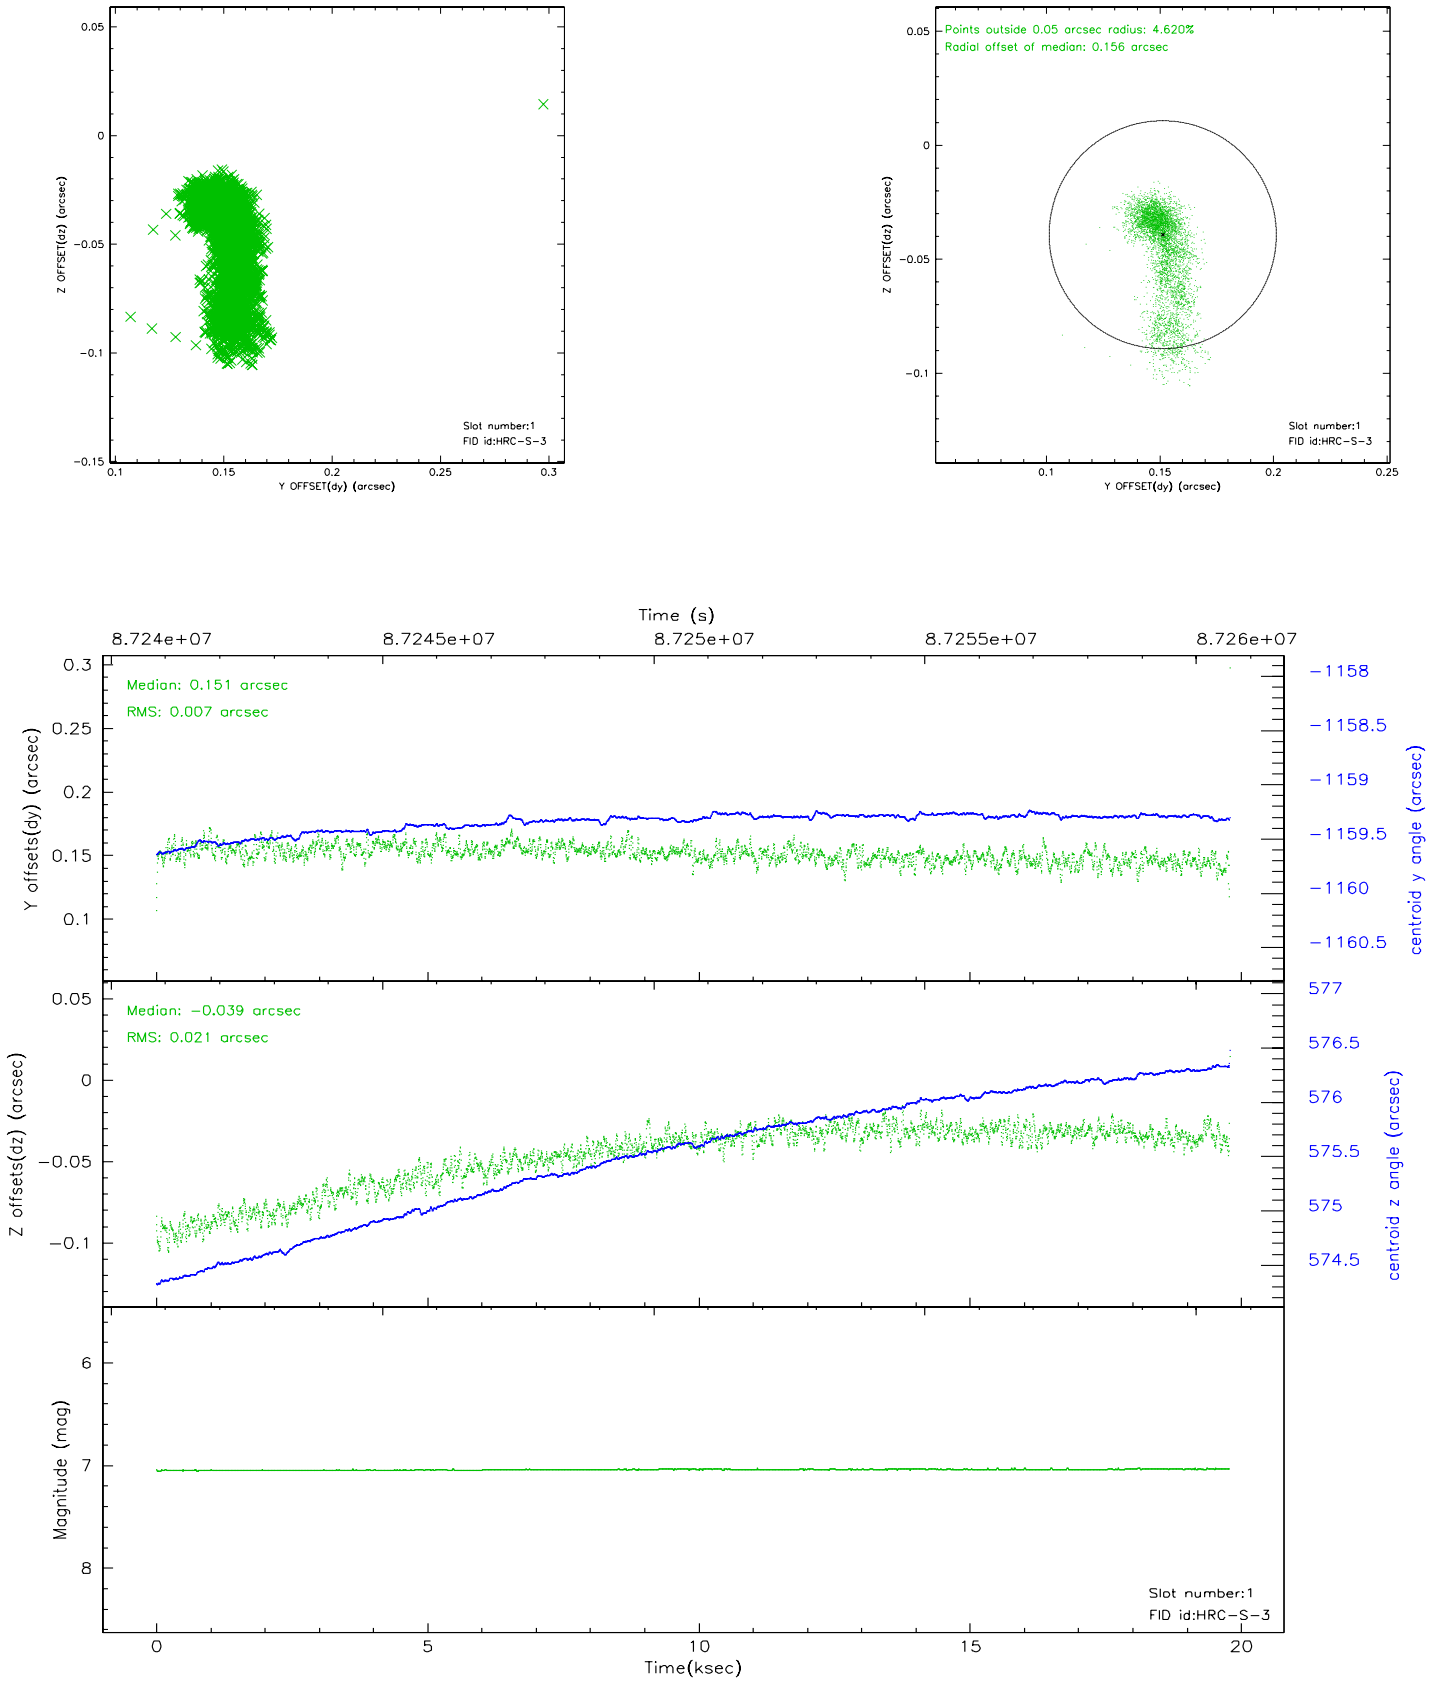 0.05
0
-0.05
-0.1
-0.15
Z OFFSET(dz) (arcsec)
0.1 0.15 0.2 0.25 0.3
Y OFFSET(dy) (arcsec)
Slot number:1
FID id:HRC-S-3
Points outside 0.05 arcsec radius: 4.620%
Radial offset of median: 0.156 arcsec
0.05
0
-0.05
-0.1
Z OFFSET(dz) (arcsec)
0.1 0.15 0.2 0.25
Y OFFSET(dy) (arcsec)
Slot number:1
FID id:HRC-S-3
Time (s)
8.724e+07 8.7245e+07 8.725e+07 8.7255e+07 8.726e+07
Median: 0.151 arcsec
RMS: 0.007 arcsec
0.3
0.25
0.2
0.15
0.1
Y offsets(dy) (arcsec)
-1158
-1158.5
-1159
-1159.5
-1160
-1160.5
centroid y angle (arcsec)
Median: -0.039 arcsec
RMS: 0.021 arcsec
0.05
0
-0.05
-0.1
Z offsets(dz) (arcsec)
577
576.5
576
575.5
575
574.5
centroid z angle (arcsec)
6
7
8
Magnitude (mag)
Slot number:1
FID id:HRC-S-3
0 5 10 15 20
Time(ksec)